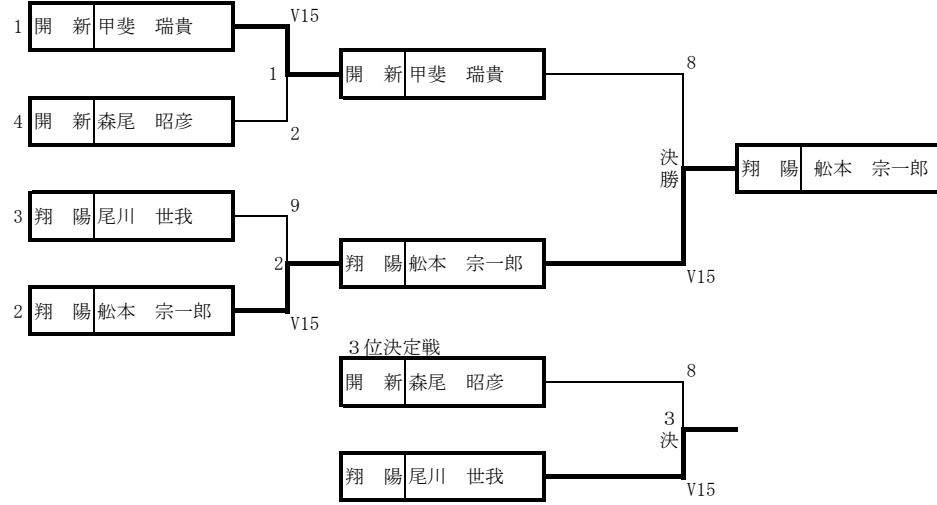 V15
1 開 新 甲斐 瑞貴
1 開 新 甲斐 瑞貴
8
4 開 新 森尾 昭彦
2
決勝
翔 陽 舩本 宗一郎
3 翔 陽 尾川 世我
9
2 翔 陽 舩本 宗一郎
V15
2 翔 陽 舩本 宗一郎
V15
3位決定戦
開 新 森尾 昭彦
8
3決
翔 陽 尾川 世我
V15